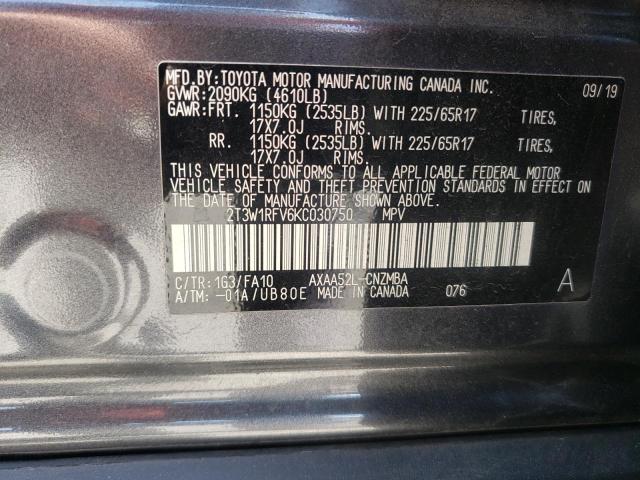 MFD.BY:TOYOTA MOTOR MANUFACTURING CANADA INC. 09/19
GVWR:2090KG (4610LB)
GAWR:FRT. 1150KG (2535LB) WITH 225/65R17 TIRES,
17X7.0J RIMS.
RR. 1150KG (2535LB) WITH 225/65R17 TIRES,
17X7.0J RIMS.
THIS VEHICLE CONFORMS TO ALL APPLICABLE FEDERAL MOTOR
VEHICLE SAFETY AND THEFT PREVENTION STANDARDS IN EFFECT ON
THE DATE OF MANUFACTURE SHOWN ABOVE.
2T3W1RFV6KC030750 MPV
C/TR:1G3/FA10 AXAA52L-CNZMBA A
A/TM:-01A/UB80E MADE IN CANADA 076